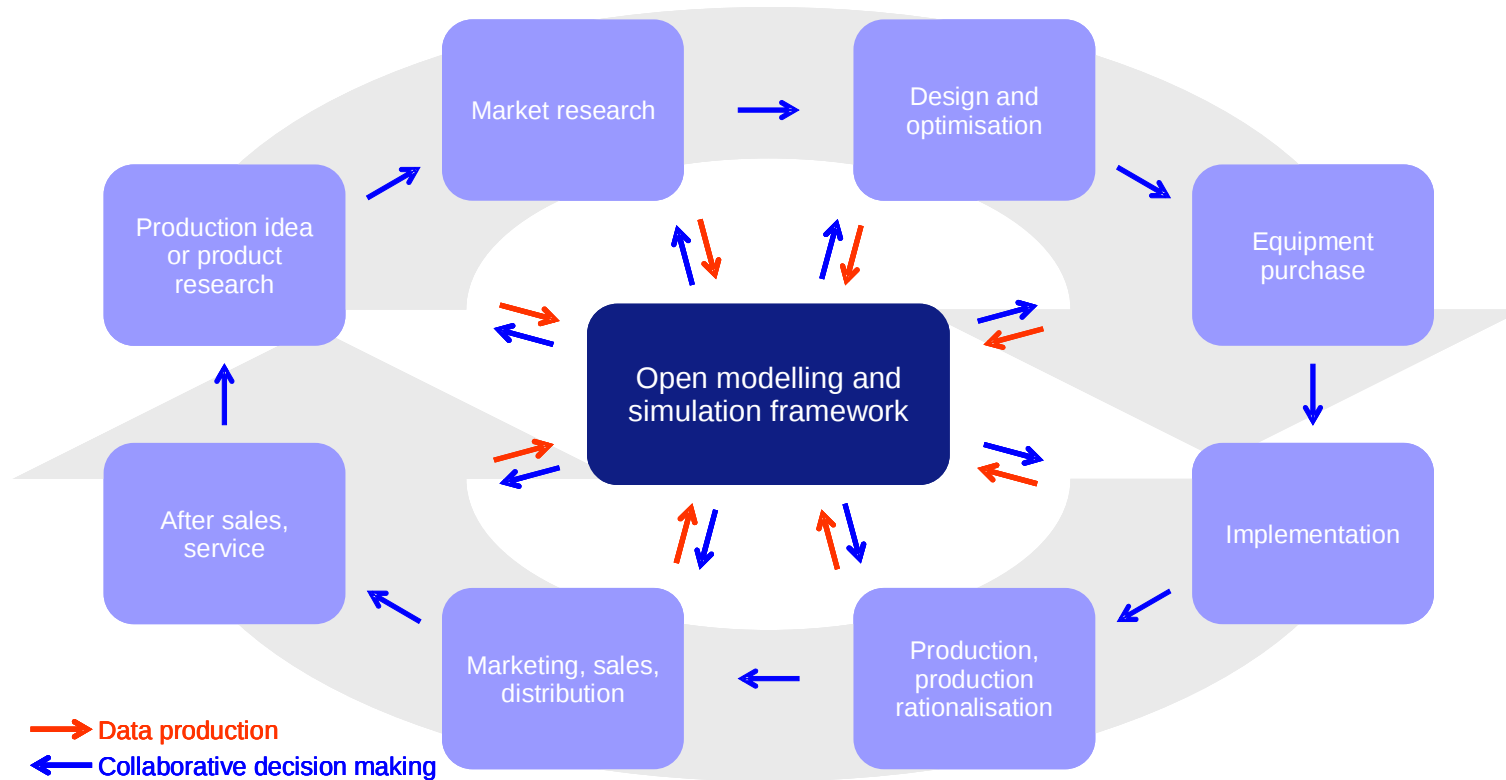 Market research
Design and
optimisation
Production idea
or product
research
Equipment
purchase
Open modelling and
simulation framework
After sales,
service
Implementation
Marketing, sales,
distribution
Production,
production
rationalisation
Data production
Collaborative decision making